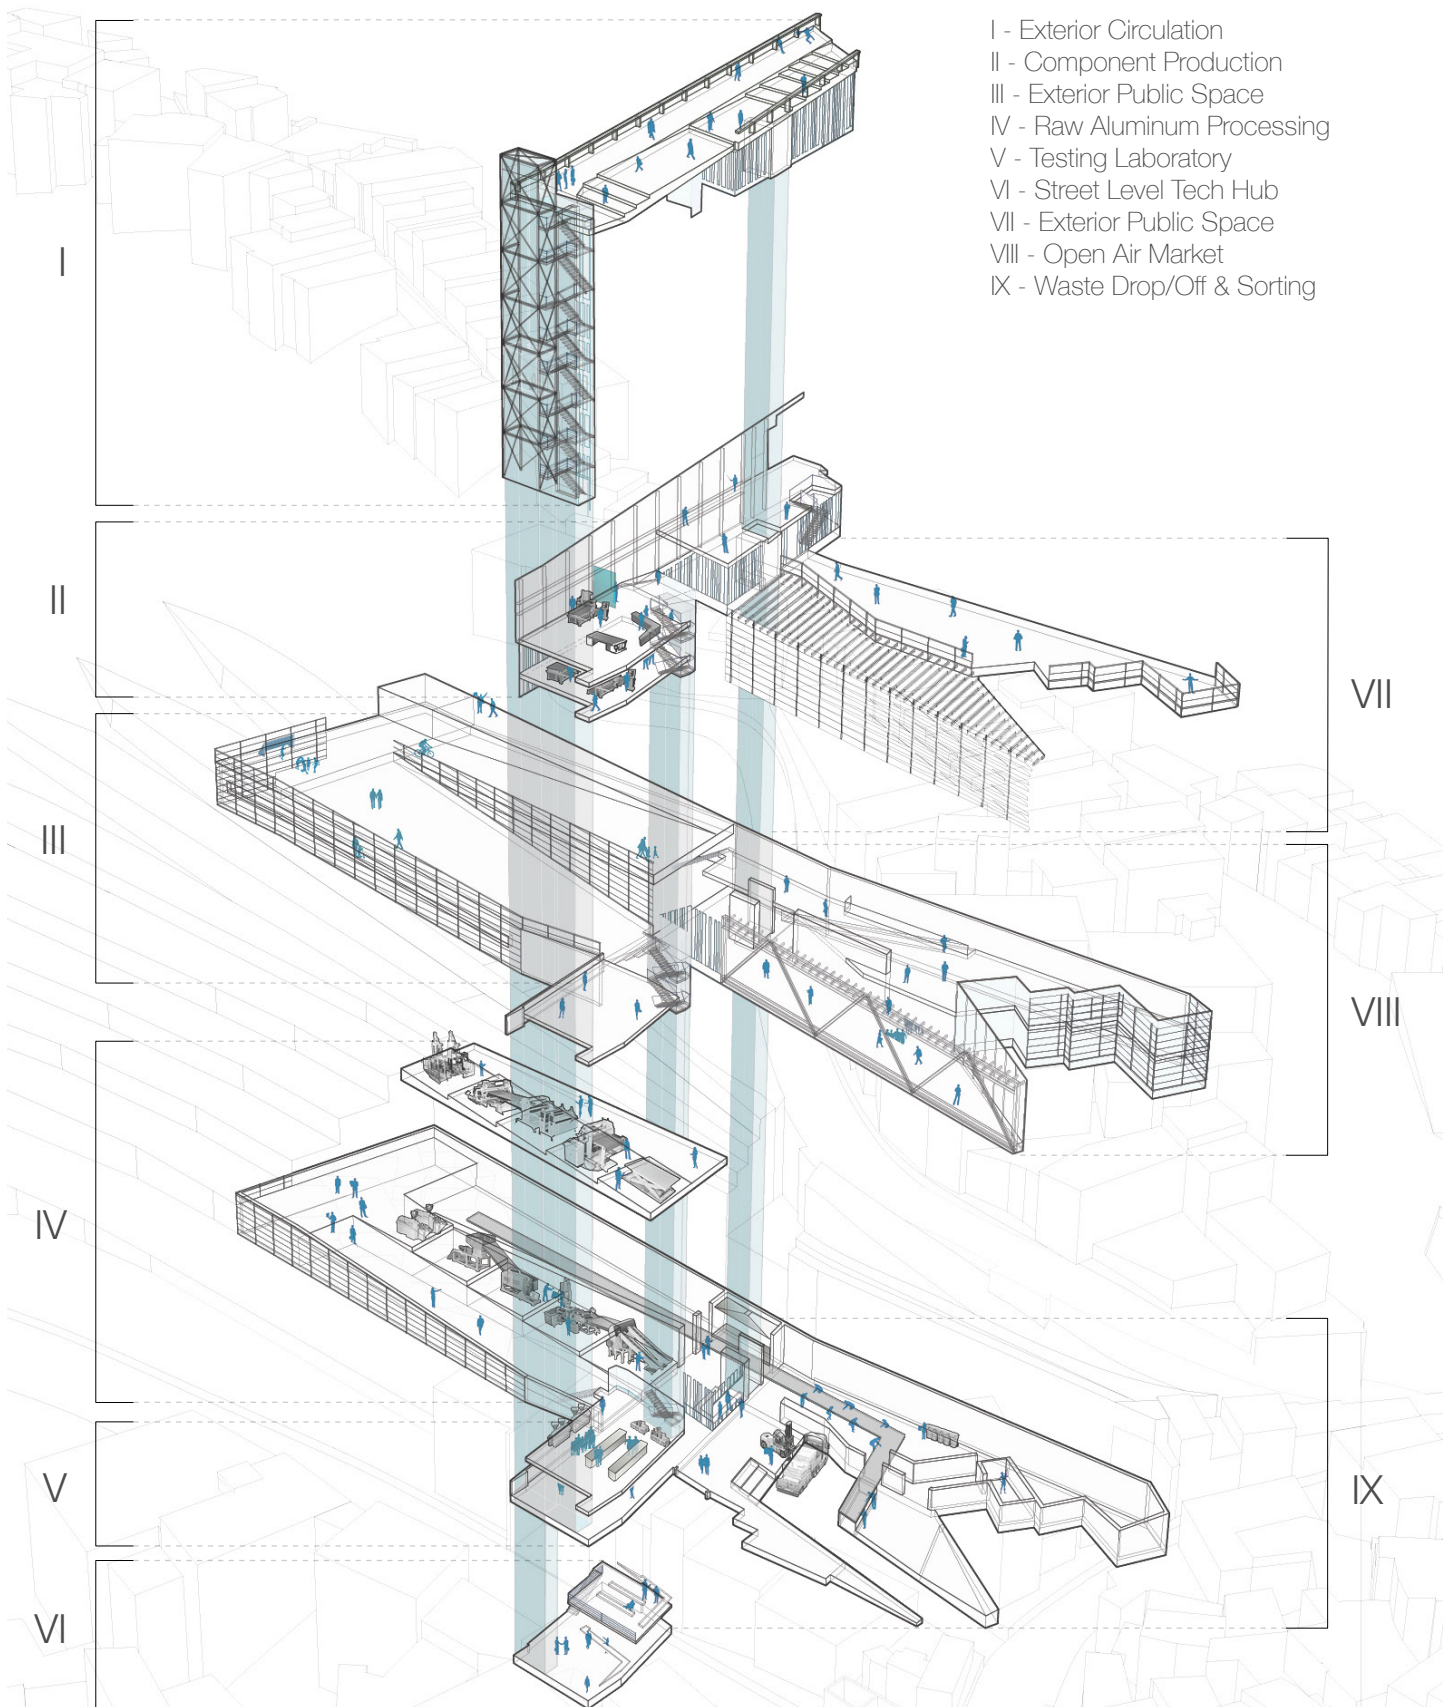 I - Exterior Circulation
II - Component Production
III - Exterior Public Space
IV - Raw Aluminum Processing
V - Testing Laboratory
VI - Street Level Tech Hub
VII - Exterior Public Space
VIII - Open Air Market
IX - Waste Drop/Off & Sorting
I
II
III
IV
V
VI
VII
VIII
IX